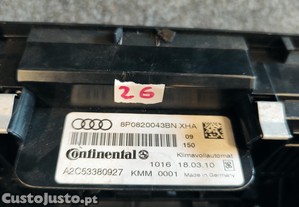 26
8P0820043BN XHA
09
150
Continental
Klimavollautomat
1016 18.03.10
A2C53380927 KMM 0001 Made in Germany
CustoJusto.pt